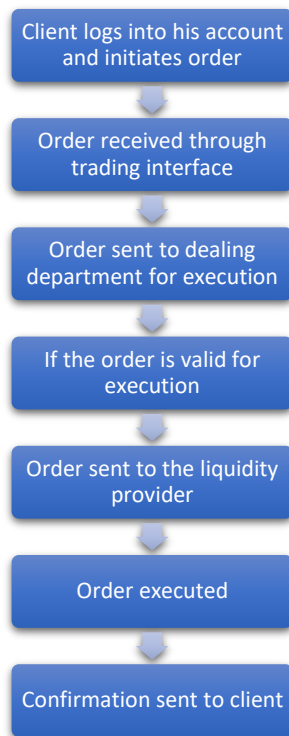 Client logs into his account
and initiates order
Order received through
trading interface
Order sent to dealing
department for execution
If the order is valid for
execution
Order sent to the liquidity
provider
Order executed
Confirmation sent to client